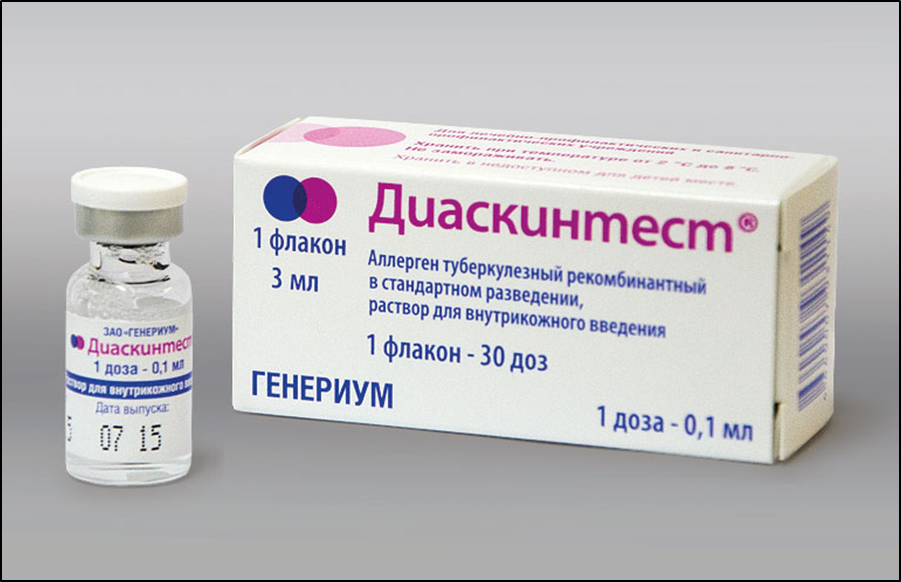 Для лечебно-профилактических и санитарно-
профилактических учреждений
Хранить при температуре от 2 °C до 8 °C.
Не замораживать.
Хранить в недоступном для детей месте.
Диаскинтест®
1 флакон
3 мл
Аллерген туберкулезный рекомбинантный
в стандартном разведении,
раствор для внутрикожного введения
1 флакон - 30 доз
ГЕНЕРИУМ
1 доза - 0,1 мл
ЗАО "ГЕНЕРИУМ"
Диаскинтест
1 доза - 0,1 мл
для внутрикожного
Дата выпуска:
07 15